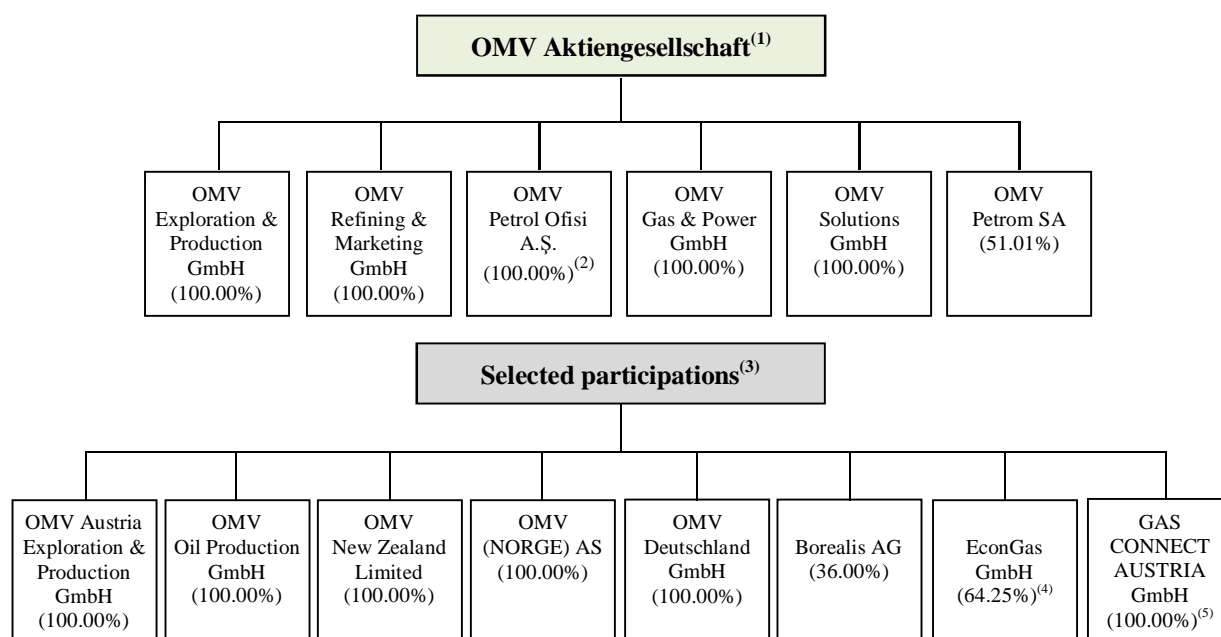 OMV Aktiengesellschaft(1)
OMV
Exploration &
Production
GmbH
(100.00%)
OMV
Refining &
Marketing
GmbH
(100.00%)
OMV
Petrol Ofisi
A.Ş.
(100.00%)(2)
OMV
Gas & Power
GmbH
(100.00%)
OMV
Solutions
GmbH
(100.00%)
OMV
Petrom SA
(51.01%)
Selected participations(3)
OMV Austria
Exploration &
Production
GmbH
(100.00%)
OMV
Oil Production
GmbH
(100.00%)
OMV
New Zealand
Limited
(100.00%)
OMV
(NORGE) AS
(100.00%)
OMV
Deutschland
GmbH
(100.00%)
Borealis AG
(36.00%)
EconGas
GmbH
(64.25%)(4)
GAS
CONNECT
AUSTRIA
GmbH
(100.00%)(5)